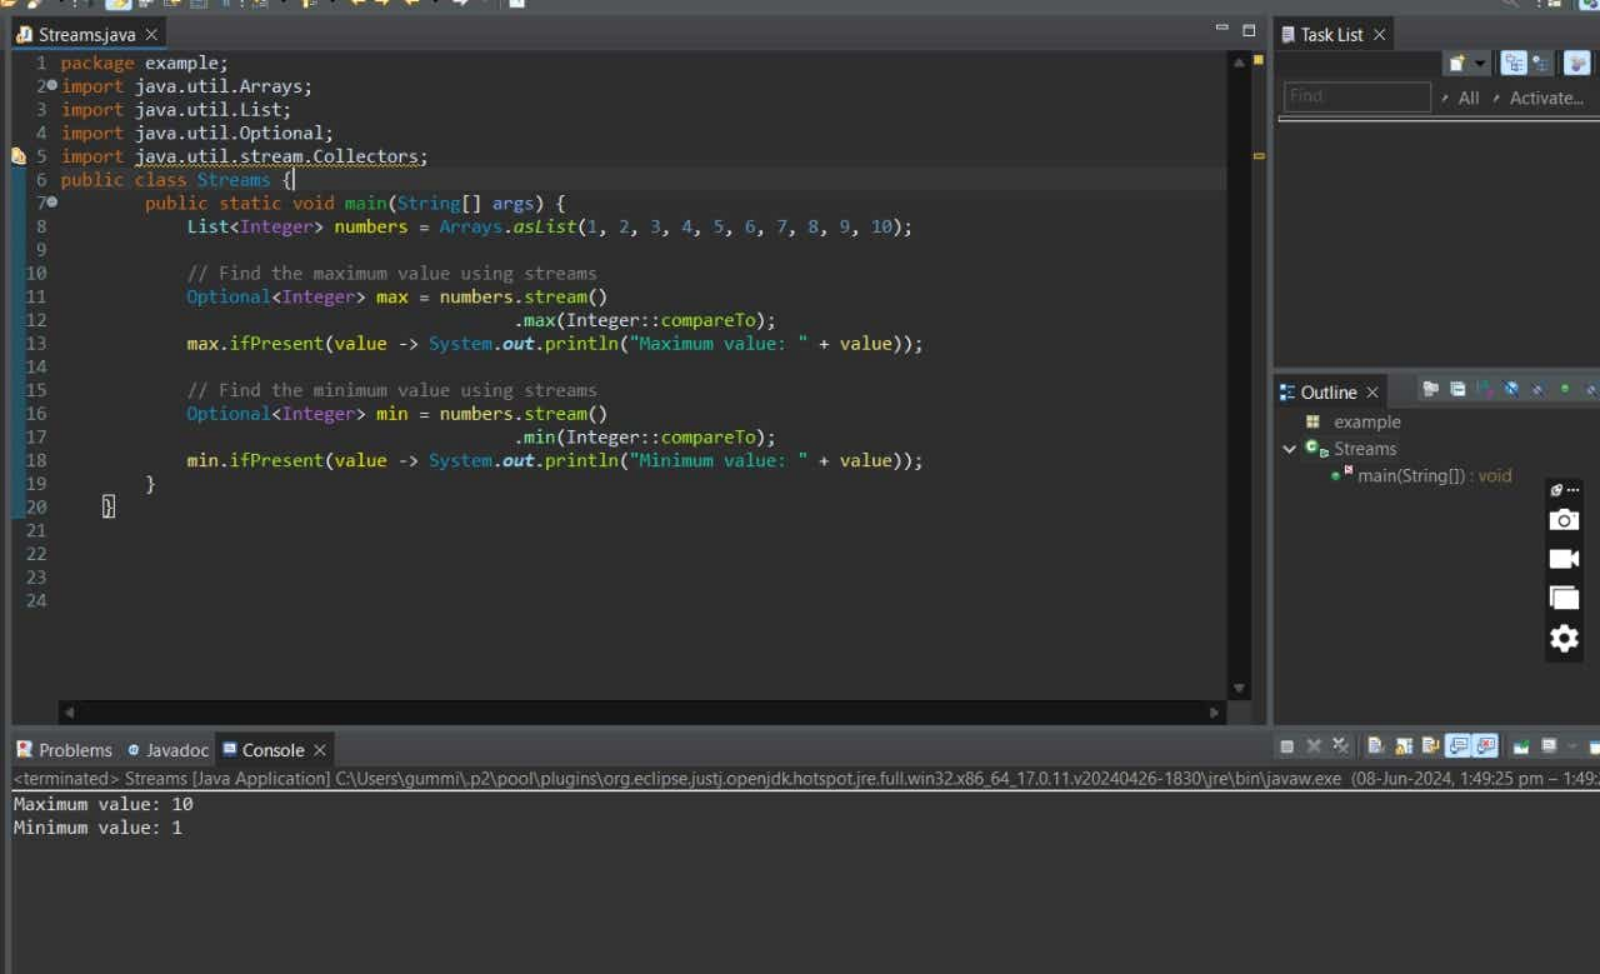 Streams.java
Task List
1 package example;
2 import java.util.Arrays;
3 import java.util.List;
4 import java.util.Optional;
5 import java.util.stream.Collectors;
6 public class Streams {
7 public static void main(String[] args) {
8 List<Integer> numbers = Arrays.asList(1, 2, 3, 4, 5, 6, 7, 8, 9, 10);
9
10 // Find the maximum value using streams
11 Optional<Integer> max = numbers.stream()
12 .max(Integer::compareTo);
13 max.ifPresent(value -> System.out.println("Maximum value: " + value));
14
15 // Find the minimum value using streams
16 Optional<Integer> min = numbers.stream()
17 .min(Integer::compareTo);
18 min.ifPresent(value -> System.out.println("Minimum value: " + value));
19 }
20 }
21
22
23
24
Find
All
Activate...
Outline
example
Streams
main(String[]) : void
Problems Javadoc Console
<terminated> Streams [Java Application] C:\Users\gummi\.p2\pool\plugins\org.eclipse.justj.openjdk.hotspot.jre.full.win32.x86_64_17.0.11.v20240426-1830\jre\bin\javaw.exe (08-Jun-2024, 1:49:25 pm – 1:49:
Maximum value: 10
Minimum value: 1